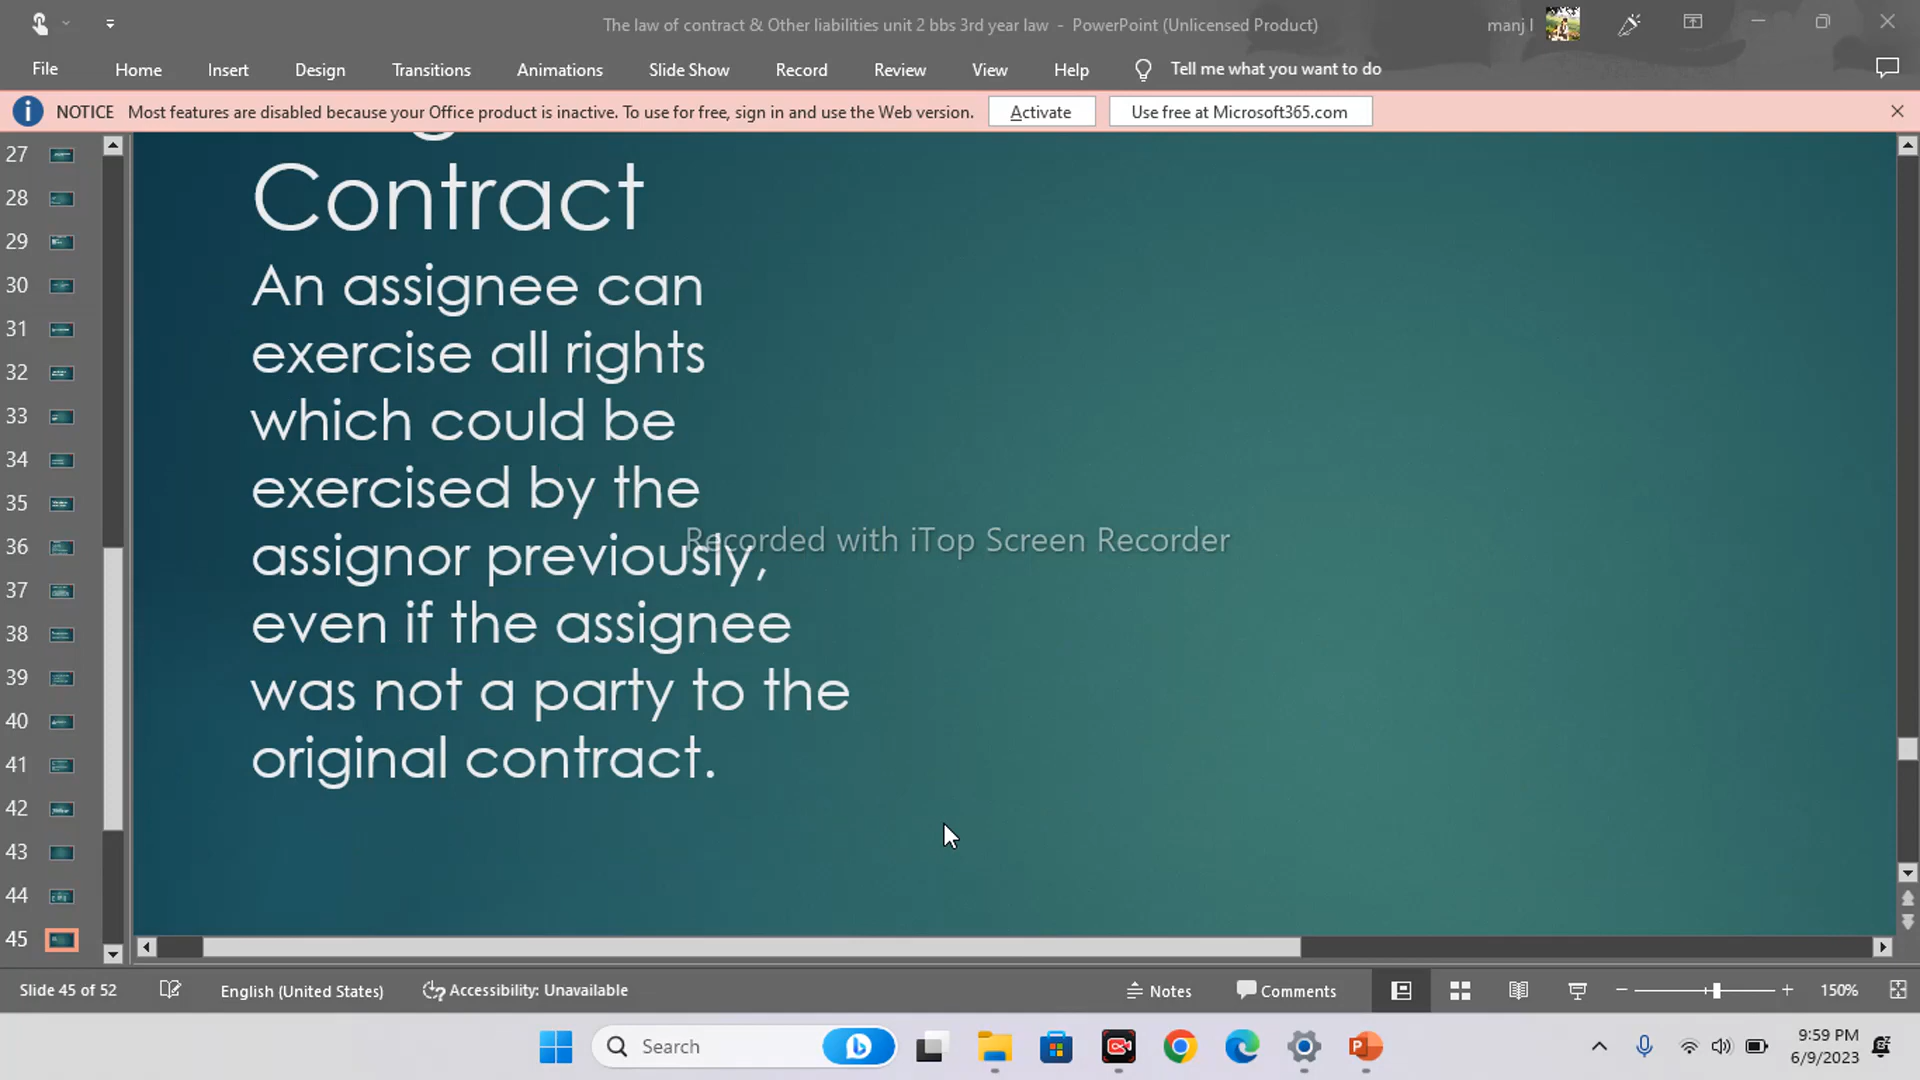 The law of contract & Other liabilities unit 2 bbs 3rd year law - PowerPoint (Unlicensed Product)
manj l
File
Home
Insert
Design
Transitions
Animations
Slide Show
Record
Review
View
Help
Tell me what you want to do
NOTICE Most features are disabled because your Office product is inactive. To use for free, sign in and use the Web version.
Activate
Use free at Microsoft365.com
27
28
29
30
31
32
33
34
35
36
37
38
39
40
41
42
43
44
45
Contract
An assignee can
exercise all rights
which could be
exercised by the
assignor previously,
even if the assignee
was not a party to the
original contract.
Recorded with iTop Screen Recorder
Slide 45 of 52
English (United States)
Accessibility: Unavailable
Notes
Comments
150%
Search
9:59 PM
6/9/2023